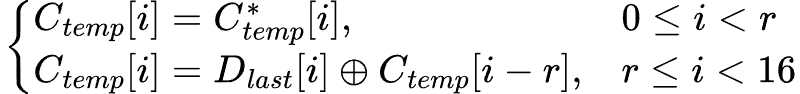 C_{temp}[i] = C^*_{temp}[i], 0 ≤ i < r
C_{temp}[i] = D_{last}[i] ⊕ C_{temp}[i − r], r ≤ i < 16